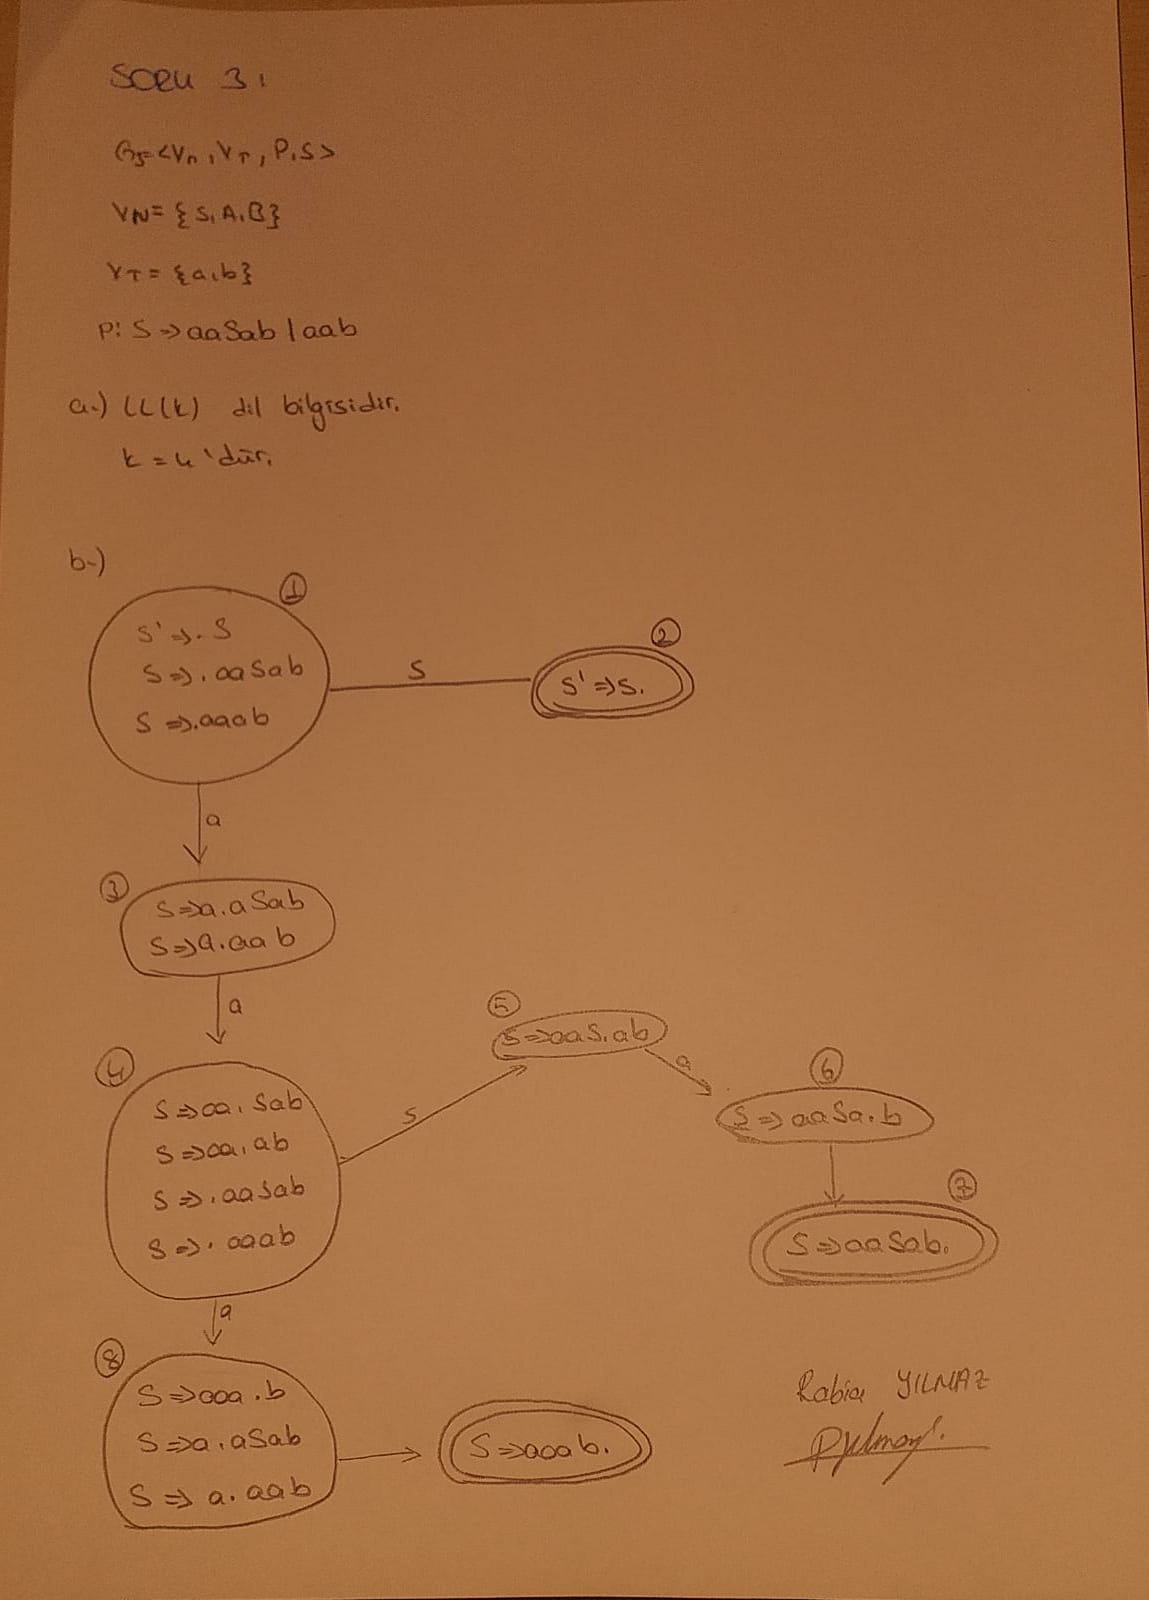 SORU 3:
G5=<Vn,VT,P,S>
VN={S,A,B}
VT={a,b}
P: S=>aaSab|aab
a-) LL(k) dil bilgisidir.
k=4'dür.
b-)
1
S'=>.S
S=>.aaSab
S=>.aaab
S
2
S'=>S.
a
3
S=>a.aSab
S=>a.aab
a
4
S=>aa.Sab
S=>aa.ab
S=>.aaSab
S=>.aaab
S
5
S=>aaS.ab
a
6
S=>aaSa.b
7
S=>aaSab.
a
8
S=>aaa.b
S=>a.aSab
S=>a.aab
S=>aaab.
Rabia YILMAZ